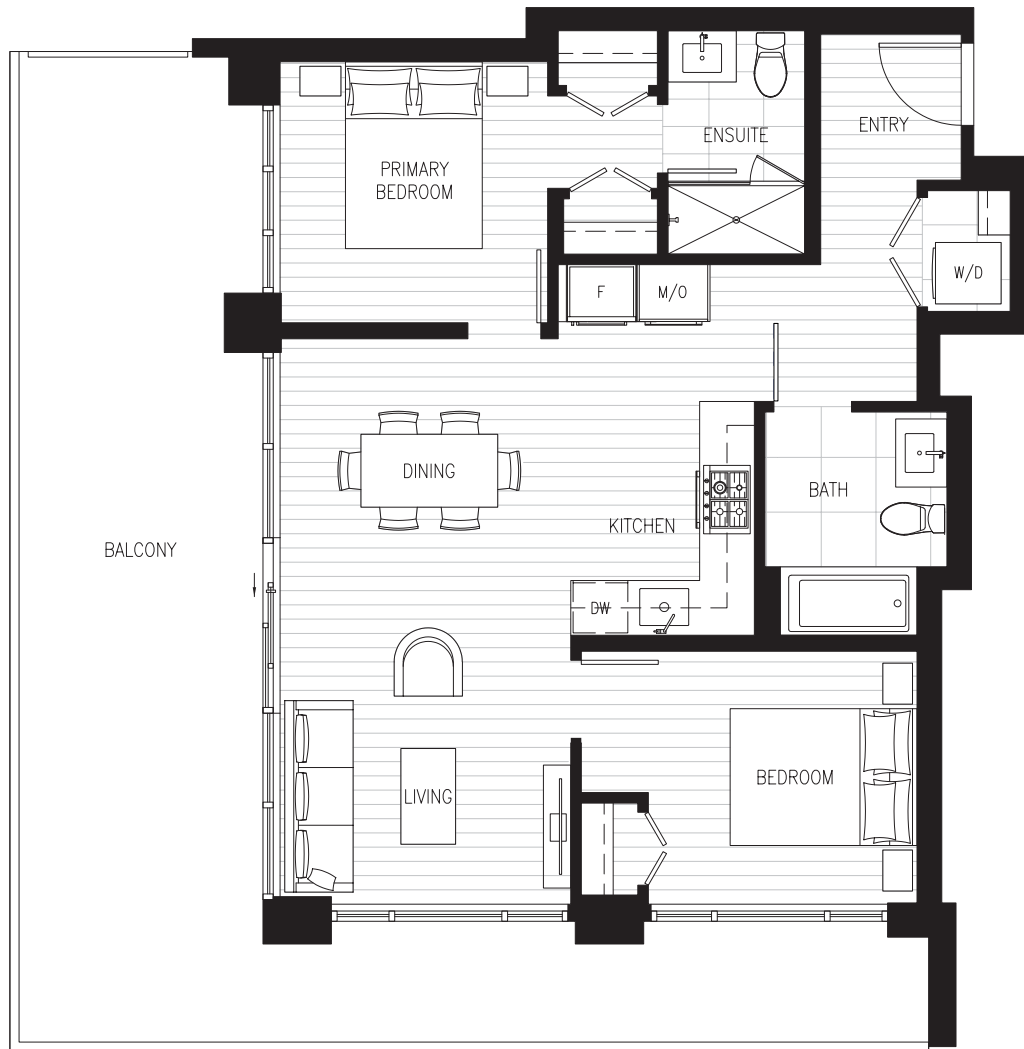 ENTRY
ENSUITE
PRIMARY
BEDROOM
W/D
F
M/O
DINING
BATH
KITCHEN
BALCONY
DW
BEDROOM
LIVING